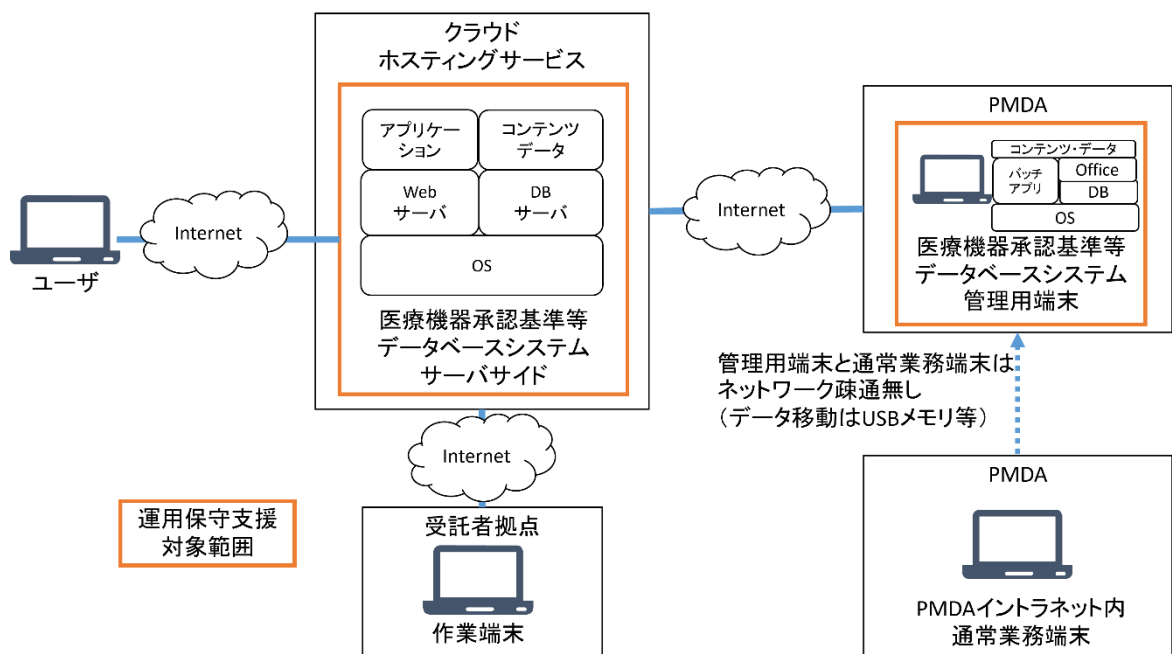 クラウド
ホスティングサービス
アプリケー
ション
コンテンツ
データ
Web
サーバ
DB
サーバ
OS
医療機器承認基準等
データベースシステム
サーバサイド
Internet
ユーザ
Internet
PMDA
コンテンツ・データ
バッチ
アプリ
Office
DB
OS
医療機器承認基準等
データベースシステム
管理用端末
管理用端末と通常業務端末は
ネットワーク疎通無し
（データ移動はUSBメモリ等）
Internet
運用保守支援
対象範囲
受託者拠点
作業端末
PMDA
PMDAイントラネット内
通常業務端末